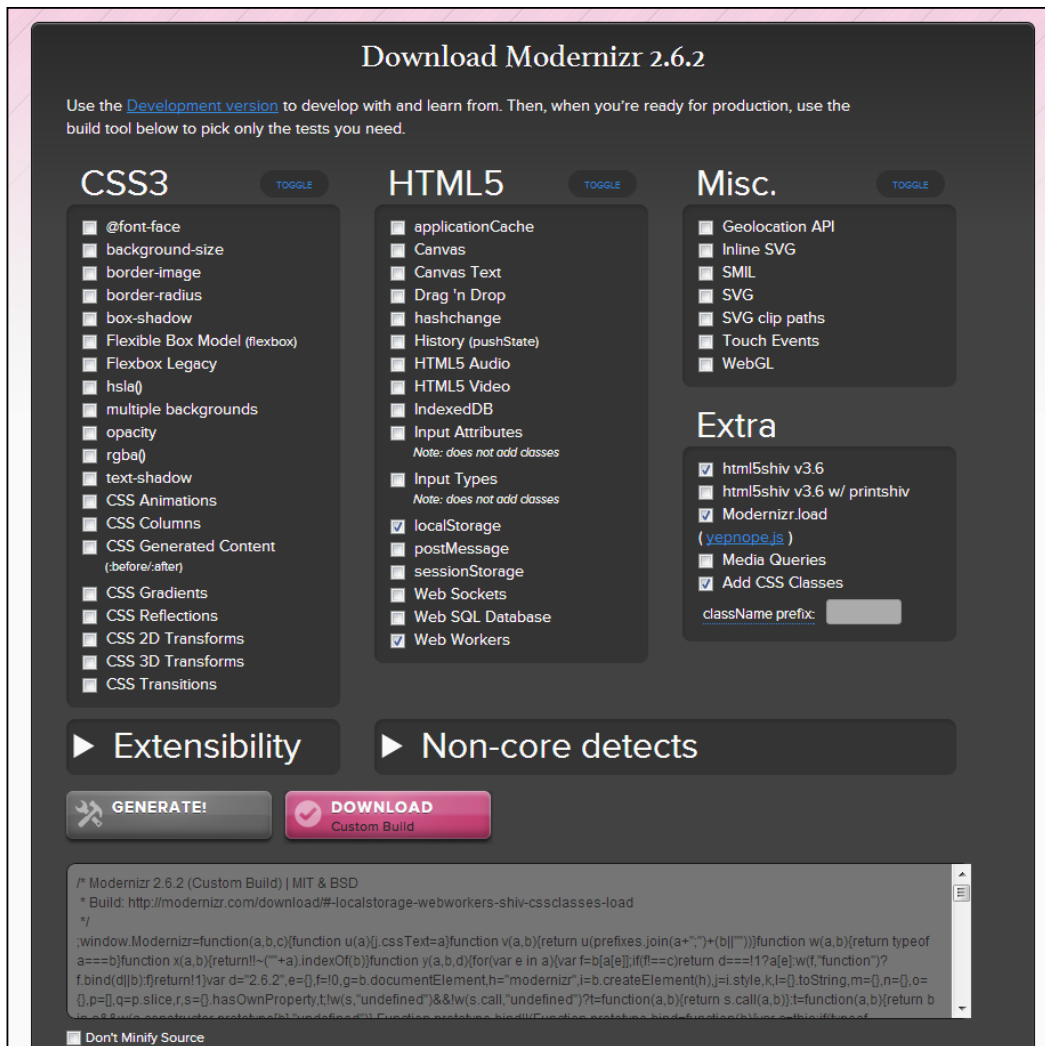 Download Modernizr 2.6.2
Use the Development version to develop with and learn from. Then, when you're ready for production, use the
build tool below to pick only the tests you need.
CSS3
TOGGLE
@font-face
background-size
border-image
border-radius
box-shadow
Flexible Box Model (flexbox)
Flexbox Legacy
hsla()
multiple backgrounds
opacity
rgba()
text-shadow
CSS Animations
CSS Columns
CSS Generated Content
(:before/:after)
CSS Gradients
CSS Reflections
CSS 2D Transforms
CSS 3D Transforms
CSS Transitions
HTML5
TOGGLE
applicationCache
Canvas
Canvas Text
Drag 'n Drop
hashchange
History (pushState)
HTML5 Audio
HTML5 Video
IndexedDB
Input Attributes
Note: does not add classes
Input Types
Note: does not add classes
localStorage
postMessage
sessionStorage
Web Sockets
Web SQL Database
Web Workers
Misc.
TOGGLE
Geolocation API
Inline SVG
SMIL
SVG
SVG clip paths
Touch Events
WebGL
Extra
html5shiv v3.6
html5shiv v3.6 w/ printshiv
Modernizr.load
( yepnope.js )
Media Queries
Add CSS Classes
className prefix:
Extensibility
Non-core detects
GENERATE!
DOWNLOAD
Custom Build
/* Modernizr 2.6.2 (Custom Build) | MIT & BSD
* Build: http://modernizr.com/download/#-localstorage-webworkers-shiv-cssclasses-load
*/
;window.Modernizr=function(a,b,c){function u(a){j.cssText=a}function v(a,b){return u(prefixes.join(a+";")+(b||""))}function w(a,b){return typeof
a===b}function x(a,b){return!!~(""+a).indexOf(b)}function y(a,b,d){for(var e in a){var f=b[a[e]];if(f!==c)return d===!1?a[e]:w(f,"function")?
f.bind(d||b):f}return!1}var d="2.6.2",e={},f=!0,g=b.documentElement,h="modernizr",i=b.createElement(h),j=i.style,k,l={}.toString,m={},n={},o=
{},p=[],q=p.slice,r,s={}.hasOwnProperty,t;!w(s,"undefined")&&!w(s.call,"undefined")?t=function(a,b){return s.call(a,b)}:t=function(a,b){return b
Don't Minify Source